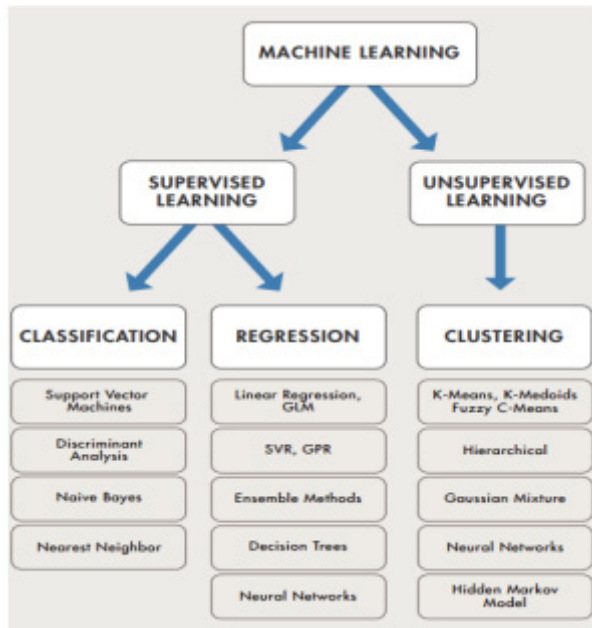 MACHINE LEARNING
SUPERVISED
LEARNING
UNSUPERVISED
LEARNING
CLASSIFICATION
REGRESSION
CLUSTERING
Support Vector
Machines
Discriminant
Analysis
Naive Bayes
Nearest Neighbor
Linear Regression,
GLM
SVR, GPR
Ensemble Methods
Decision Trees
Neural Networks
K-Means, K-Medoids
Fuzzy C-Means
Hierarchical
Gaussian Mixture
Neural Networks
Hidden Markov
Model